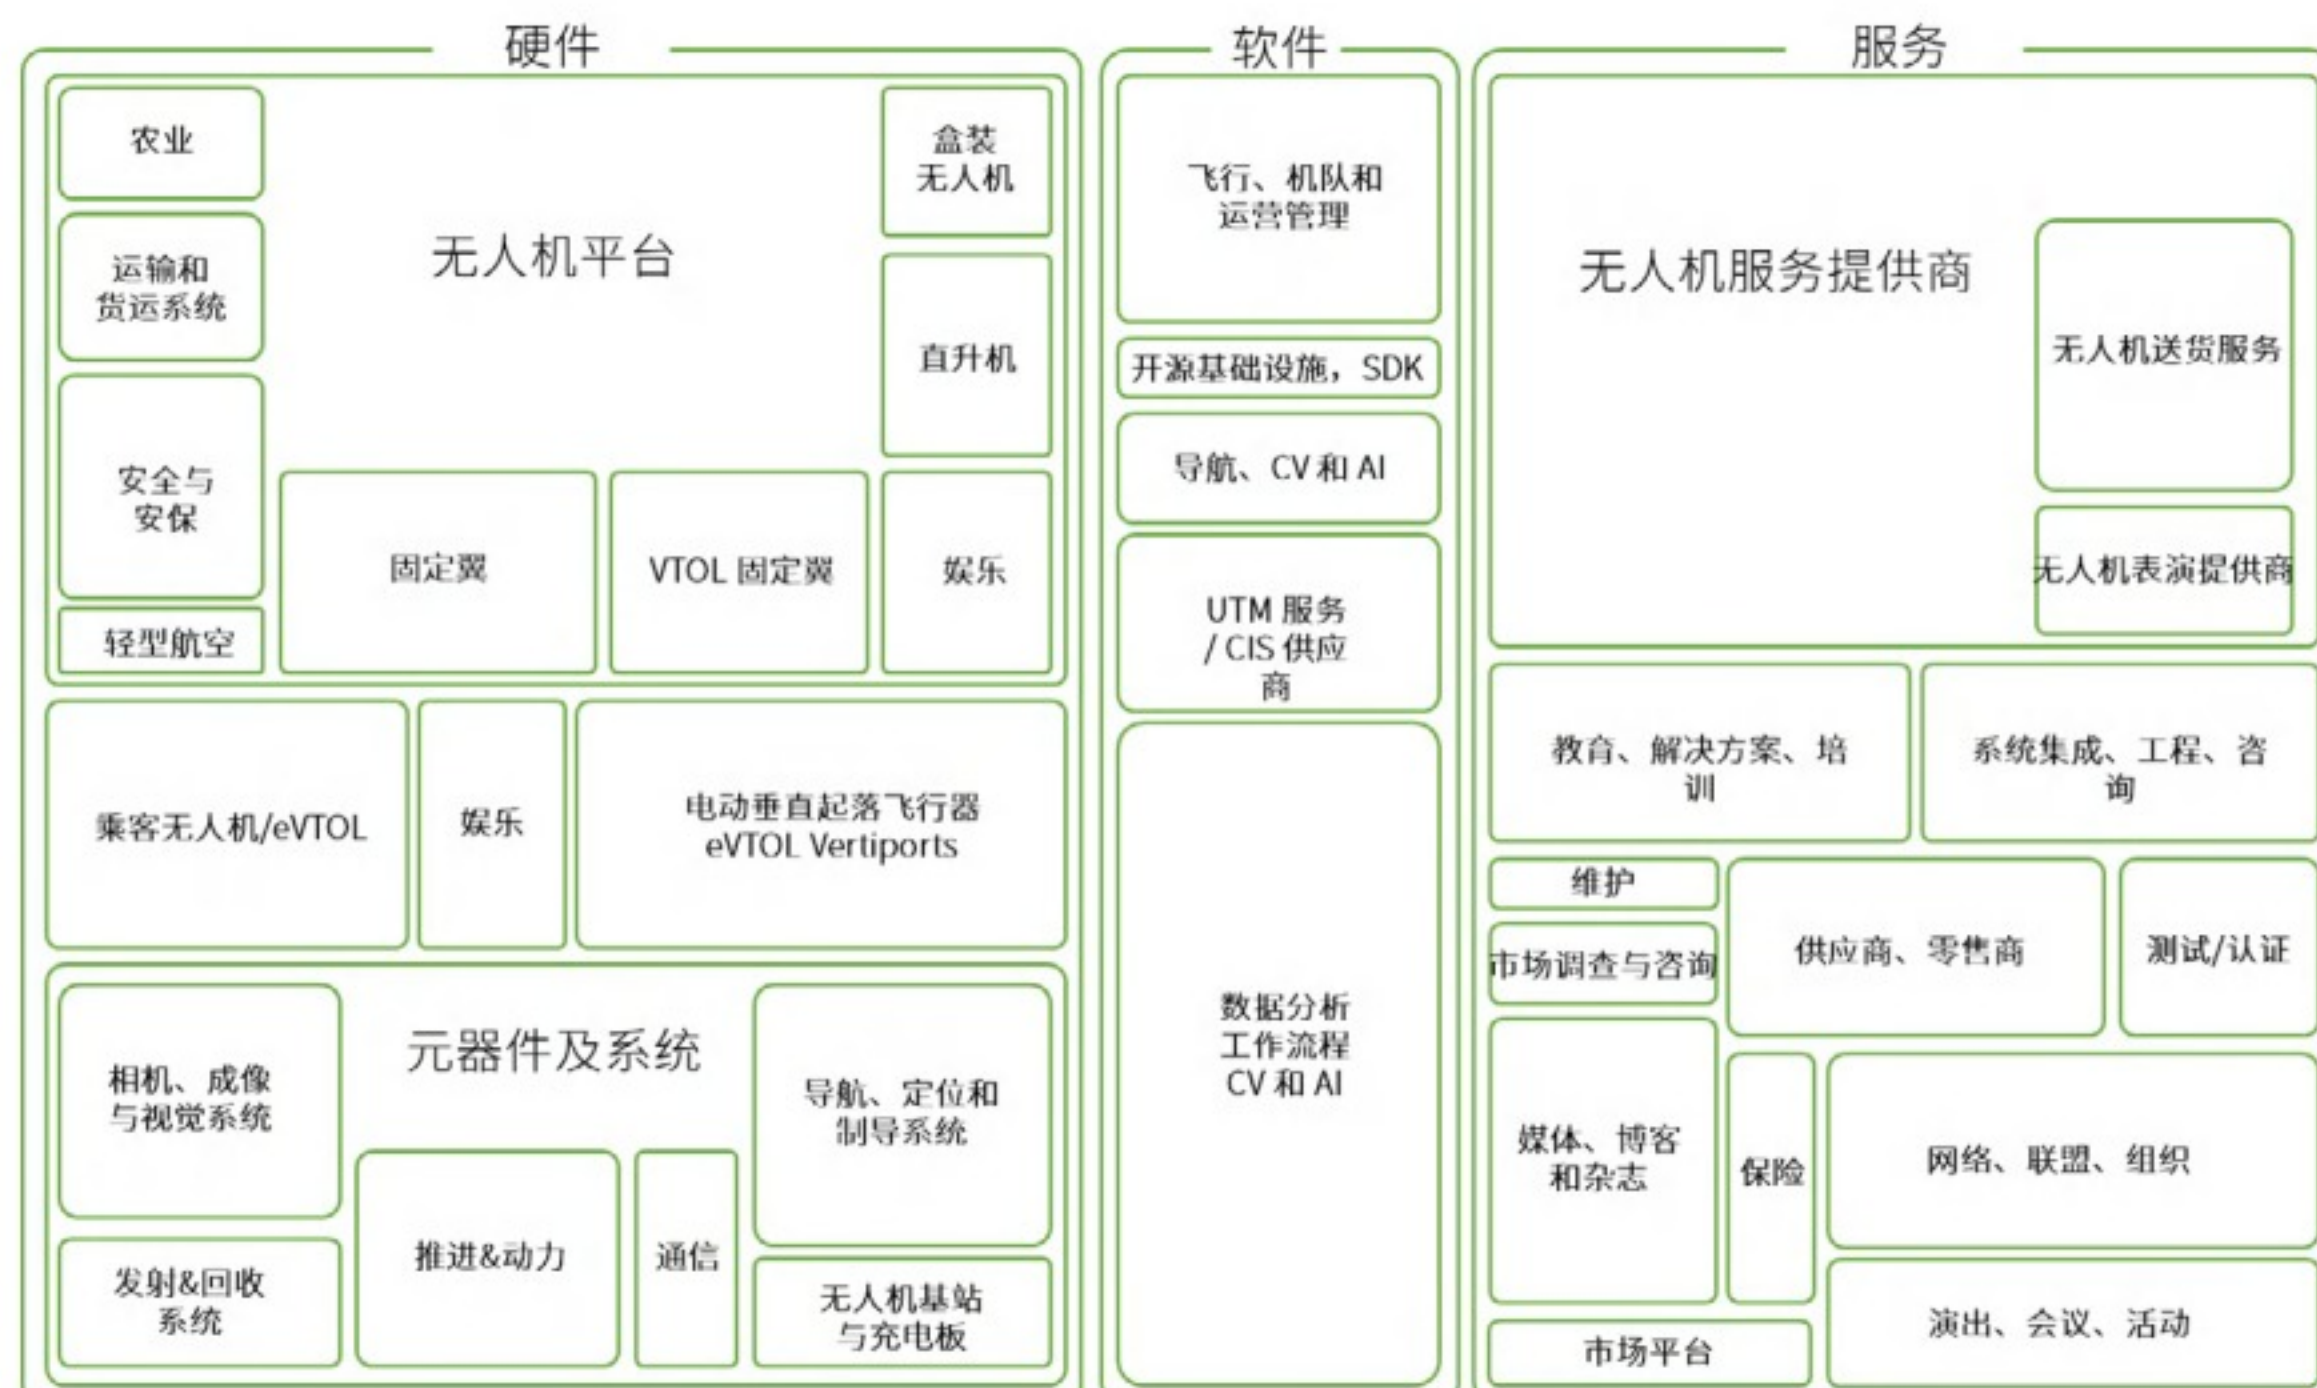 硬件
农业
运输和
货运系统
安全与
安保
轻型航空
无人机平台
盒装
无人机
直升机
固定翼
VTOL 固定翼
娱乐
乘客无人机/eVTOL
娱乐
电动垂直起落飞行器
eVTOL Vertiports
元器件及系统
相机、成像
与视觉系统
发射&回收
系统
推进&动力
通信
导航、定位和
制导系统
无人机基站
与充电板
软件
飞行、机队和
运营管理
开源基础设施，SDK
导航、CV 和 AI
UTM 服务
/ CIS 供应
商
数据分析
工作流程
CV 和 AI
服务
无人机服务提供商
无人机送货服务
无人机表演提供商
教育、解决方案、培
训
系统集成、工程、咨
询
维护
市场调查与咨询
供应商、零售商
测试/认证
媒体、博客
和杂志
保险
网络、联盟、组织
市场平台
演出、会议、活动